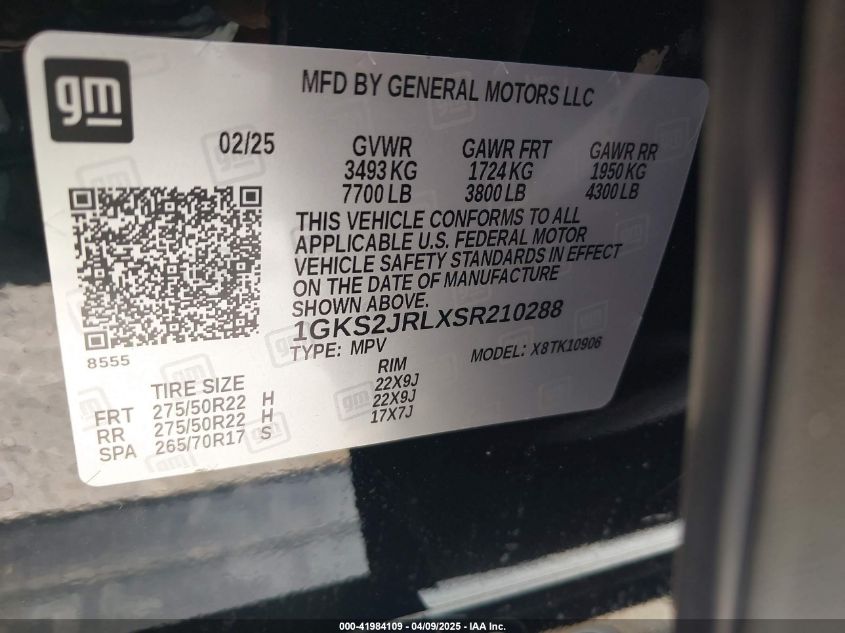 gm
MFD BY GENERAL MOTORS LLC
02/25
GVWR
3493 KG
7700 LB
GAWR FRT
1724 KG
3800 LB
GAWR RR
1950 KG
4300 LB
THIS VEHICLE CONFORMS TO ALL
APPLICABLE U.S. FEDERAL MOTOR
VEHICLE SAFETY STANDARDS IN EFFECT
ON THE DATE OF MANUFACTURE
SHOWN ABOVE.
1GKS2JRLXSR210288
TYPE: MPV
MODEL: X8TK10906
8555
TIRE SIZE
RIM
FRT 275/50R22 H 22X9J
RR 275/50R22 H 22X9J
SPA 265/70R17 S 17X7J
000-41984109 | 04/09/2025 - IAA Inc.